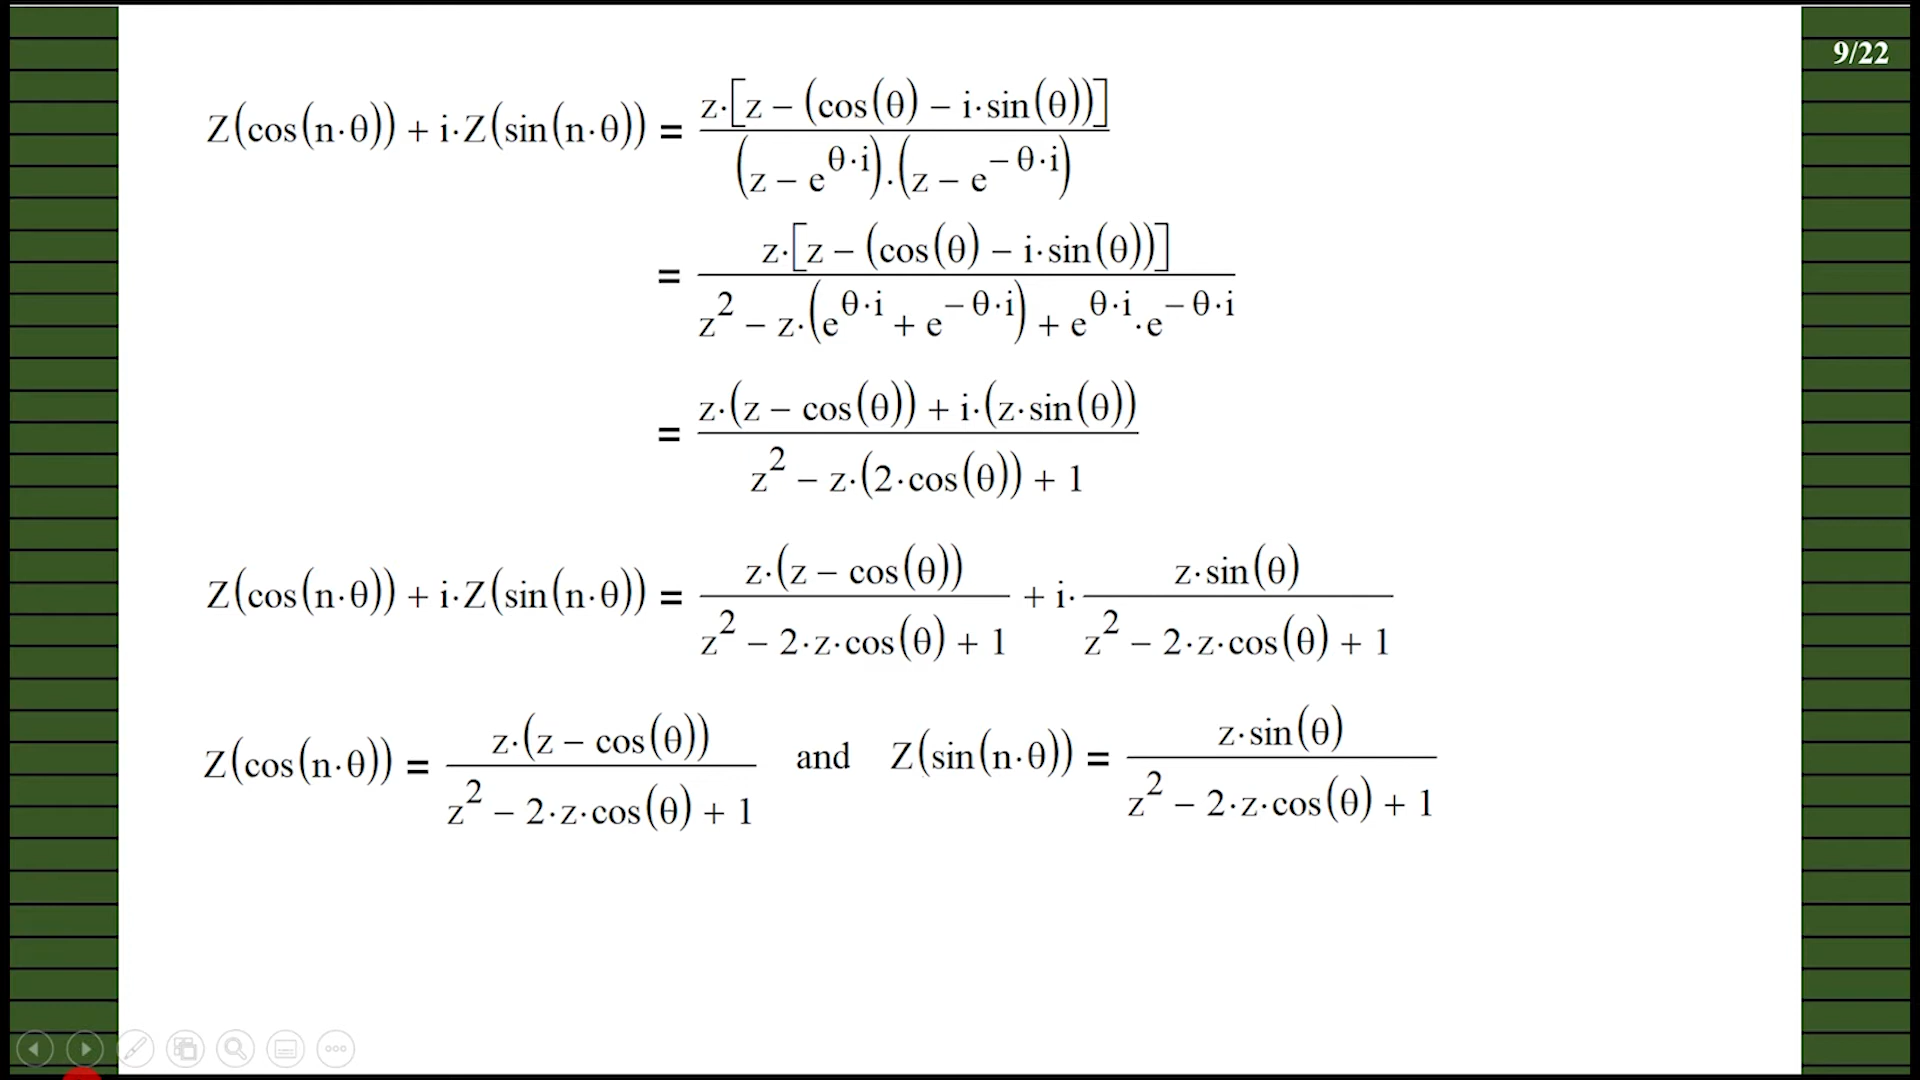 9/22
Z(cos(n·θ)) + i·Z(sin(n·θ)) = z·[z − (cos(θ) − i·sin(θ))] / (z − e^(θ·i))·(z − e^(− θ·i))
= z·[z − (cos(θ) − i·sin(θ))] / z^2 − z·(e^(θ·i) + e^(− θ·i)) + e^(θ·i)·e^(− θ·i)
= z·(z − cos(θ)) + i·(z·sin(θ)) / z^2 − z·(2·cos(θ)) + 1
Z(cos(n·θ)) + i·Z(sin(n·θ)) = z·(z − cos(θ)) / z^2 − 2·z·cos(θ) + 1 + i· z·sin(θ) / z^2 − 2·z·cos(θ) + 1
Z(cos(n·θ)) = z·(z − cos(θ)) / z^2 − 2·z·cos(θ) + 1 and Z(sin(n·θ)) = z·sin(θ) / z^2 − 2·z·cos(θ) + 1